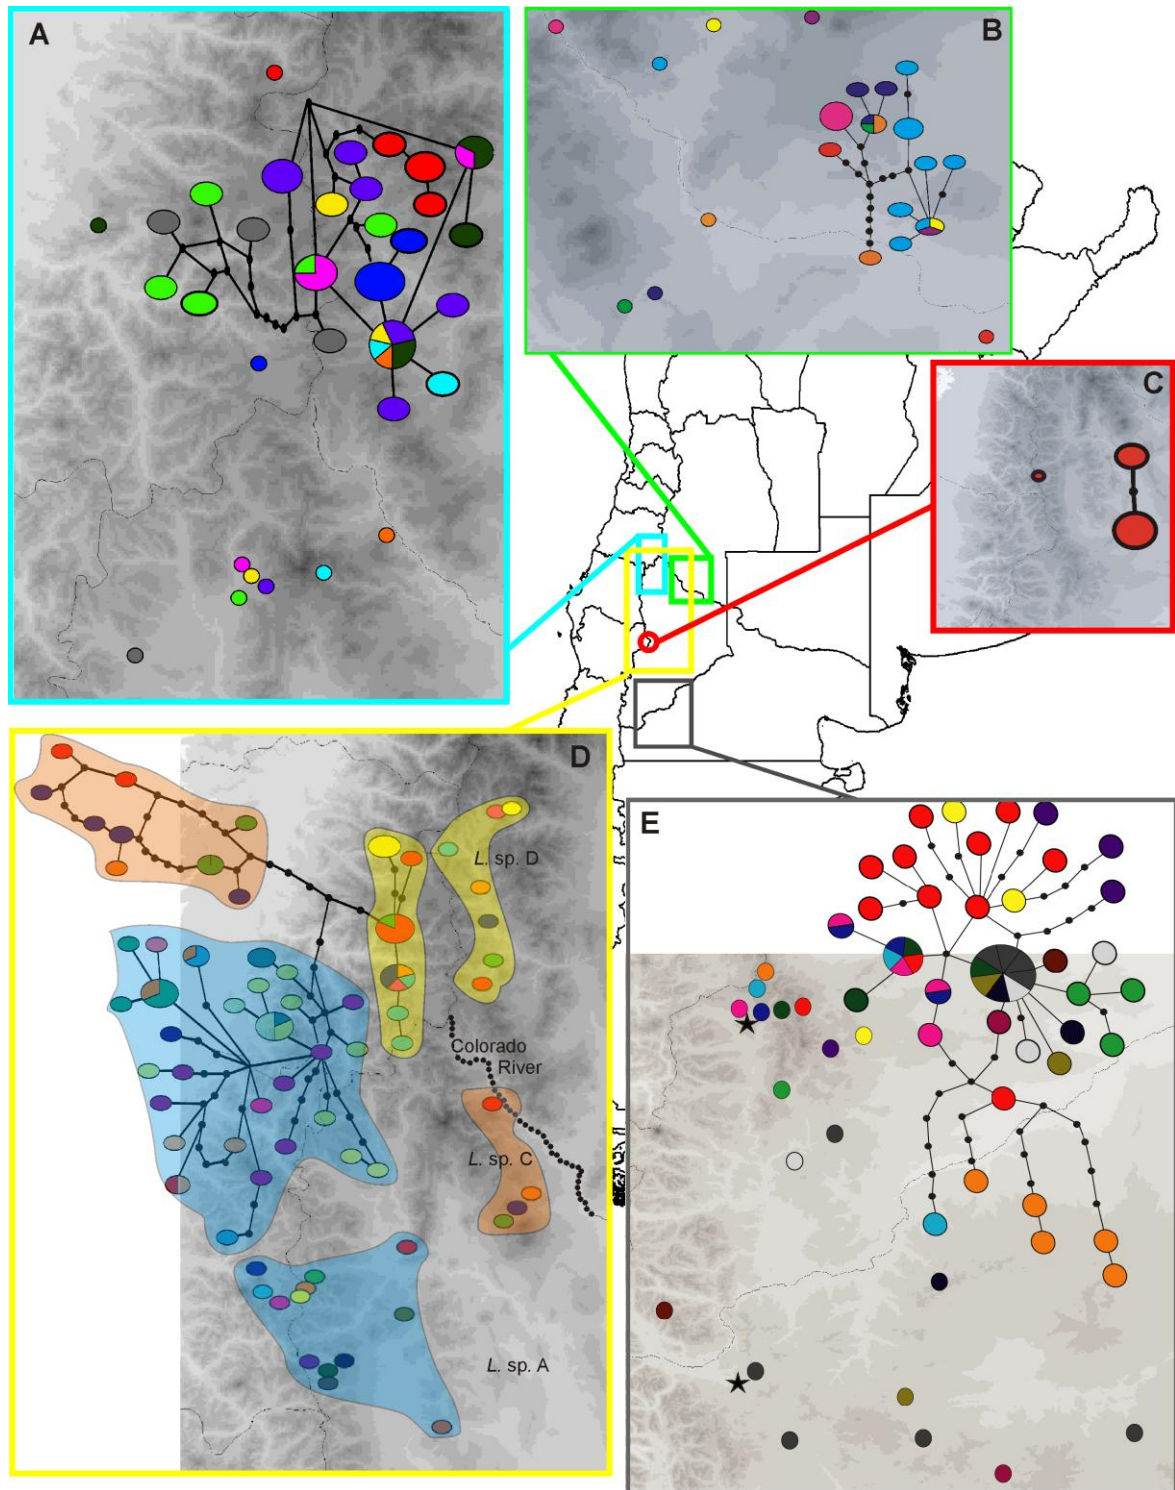 A
B
C
D
L. sp. D
Colorado
River
L. sp. C
L. sp. A
E